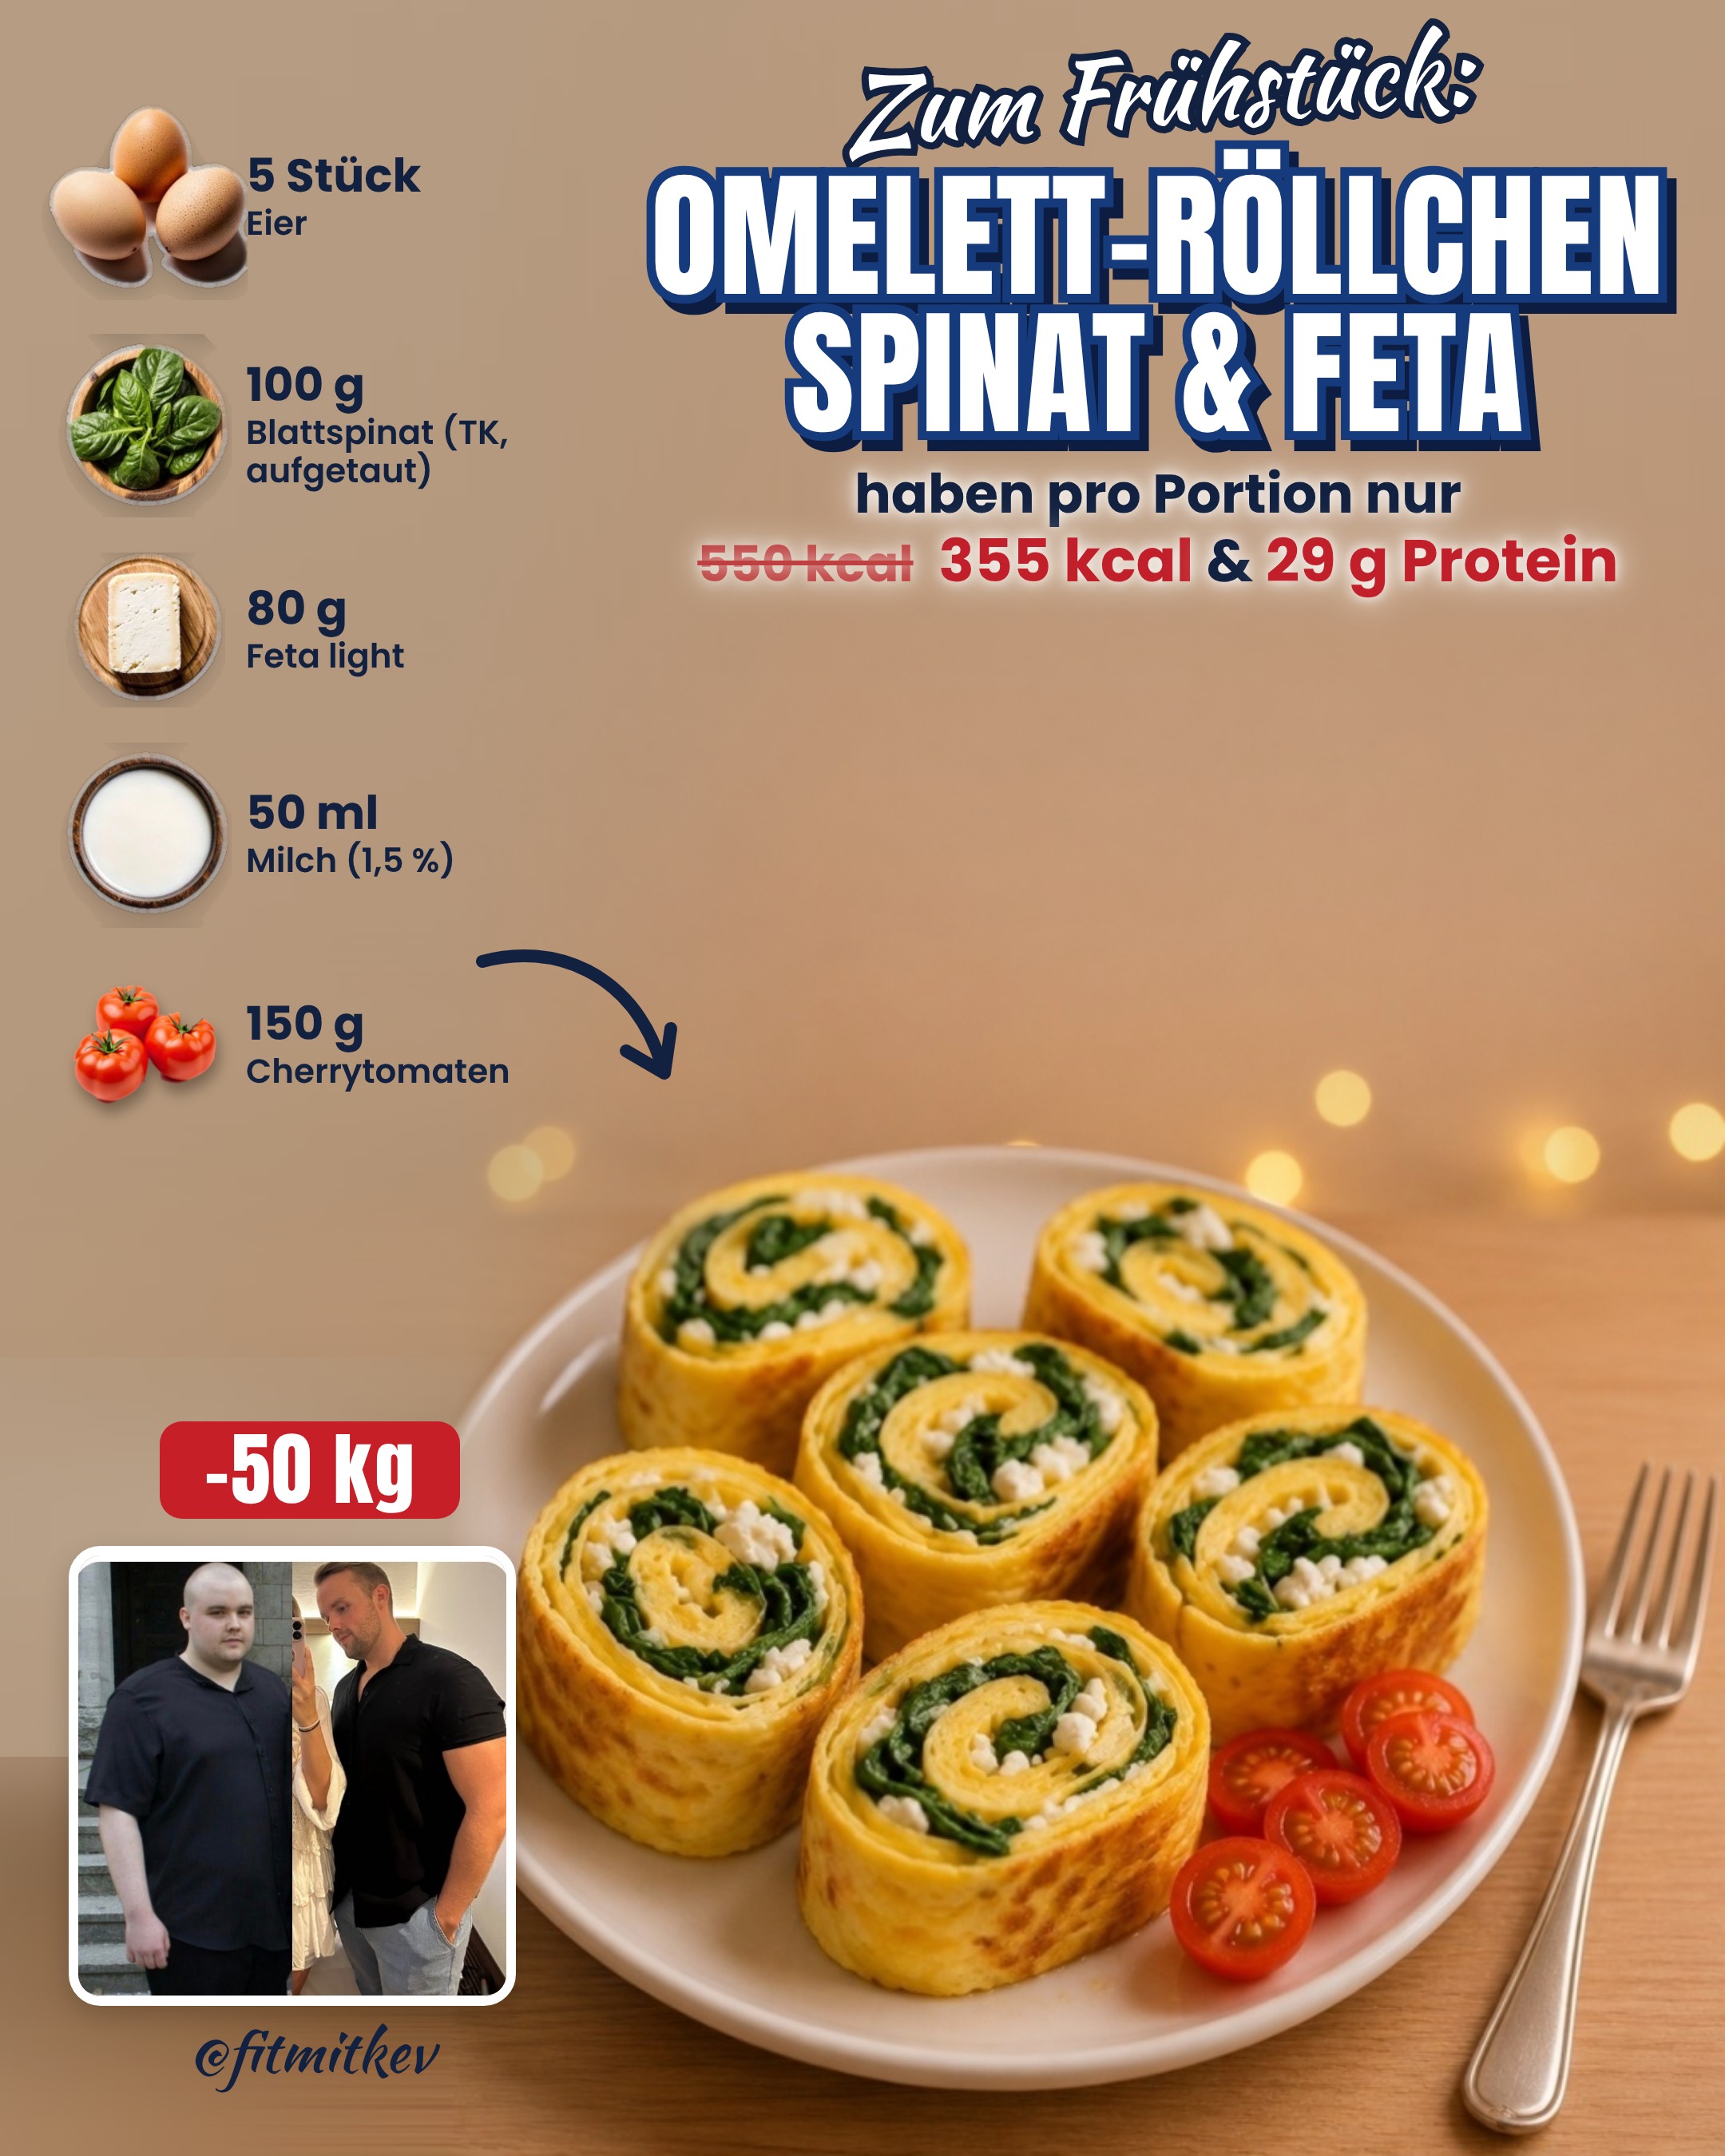 Zum Frühstück:
OMELETT-RÖLLCHEN
SPINAT & FETA
haben pro Portion nur
550 kcal 355 kcal & 29 g Protein
5 Stück
Eier
100 g
Blattspinat (TK,
aufgetaut)
80 g
Feta light
50 ml
Milch (1,5 %)
150 g
Cherrytomaten
-50 kg
@fitmitkev